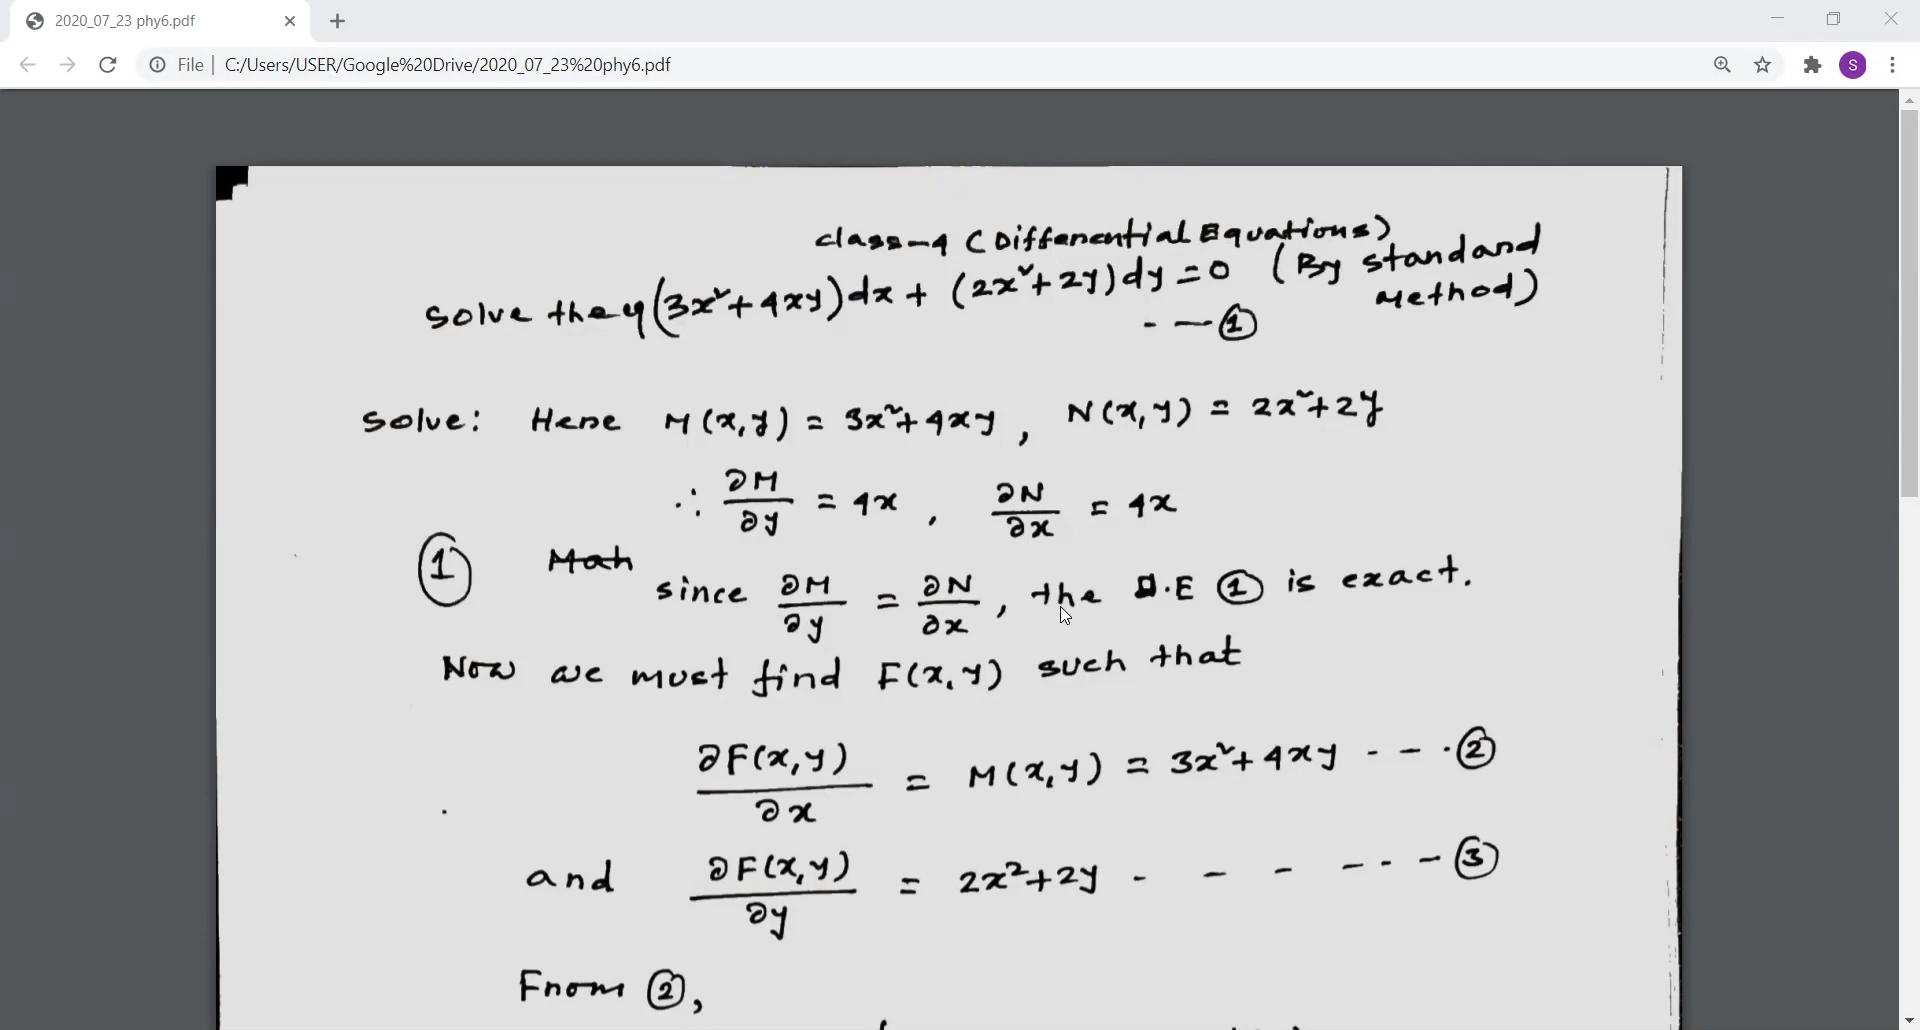 2020_07_23 phy6.pdf
File | C:/Users/USER/Google%20Drive/2020_07_23%20phy6.pdf
S
class-4 (Differential Equations)
solve the eq (3x²+4xy)dx + (2x²+2y)dy = 0 (By standard
method)
- — ①
solve: Here M(x,y) = 3x²+4xy , N(x,y) = 2x²+2y
∴ ∂M/∂y = 4x , ∂N/∂x = 4x
①
since ∂M/∂y = ∂N/∂x , the D.E ① is exact.
Now we must find F(x,y) such that
∂F(x,y)/∂x = M(x,y) = 3x²+4xy - - · ②
and ∂F(x,y)/∂y = 2x²+2y - - - - · - ③
From ②,